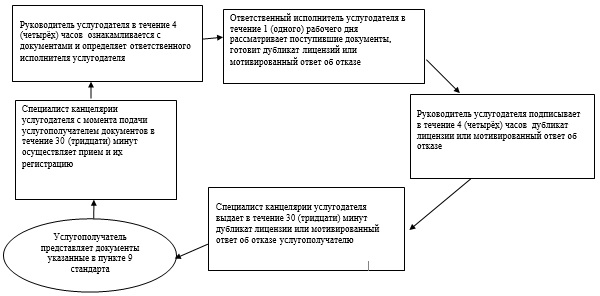 Руководитель услугодателя в течение 4
(четырёх) часов ознакамливается с
документами и определяет ответственного
исполнителя услугодателя
Ответственный исполнитель услугодателя в
течение 1 (одного) рабочего дня
рассматривает поступившие документы,
готовит дубликат лицензий или
мотивированный ответ об отказе
Руководитель услугодателя подписывает
в течение 4 (четырёх) часов дубликат
лицензии или мотивированный ответ об
отказе
Специалист канцелярии услугодателя
выдает в течение 30 (тридцати) минут
дубликат лицензии или мотивированный
ответ об отказе услугополучателю
Услугополучатель
представляет документы
указанные в пункте 9
стандарта
Специалист канцелярии
услугодателя с момента подачи
услугополучателем документов в
течение 30 (тридцати) минут
осуществляет прием и их
регистрацию